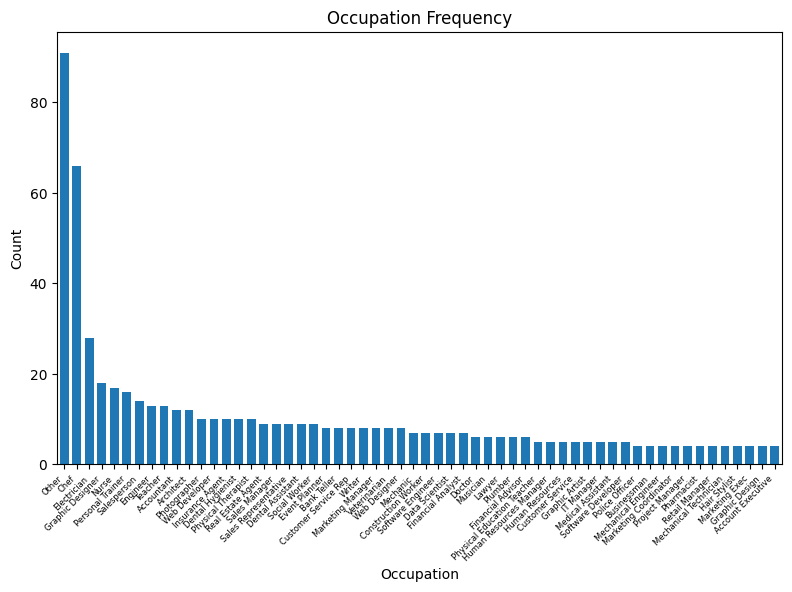 Occupation Frequency
Count
80
60
40
20
0
Other
Chef
Electrician
Graphic Designer
Nurse
Personal Trainer
Salesperson
Engineer
Teacher
Accountant
Architect
Photographer
Web Developer
Insurance Agent
Dental Hygienist
Physical Therapist
Real Estate Agent
Sales Manager
Sales Representative
Dental Assistant
Social Worker
Event Planner
Bank Teller
Customer Service Rep
Writer
Marketing Manager
Veterinarian
Web Designer
Mechanic
Construction Worker
Software Engineer
Data Scientist
Financial Analyst
Doctor
Musician
Lawyer
Plumber
Financial Advisor
Physical Education Teacher
Human Resources Manager
Human Resources
Customer Service
Graphic Artist
IT Manager
Medical Assistant
Software Developer
Police Officer
Businessman
Mechanical Engineer
Marketing Coordinator
Project Manager
Pharmacist
Retail Manager
Mechanical Technician
Hair Stylist
Marketing Exec
Graphic Design
Account Executive
Occupation